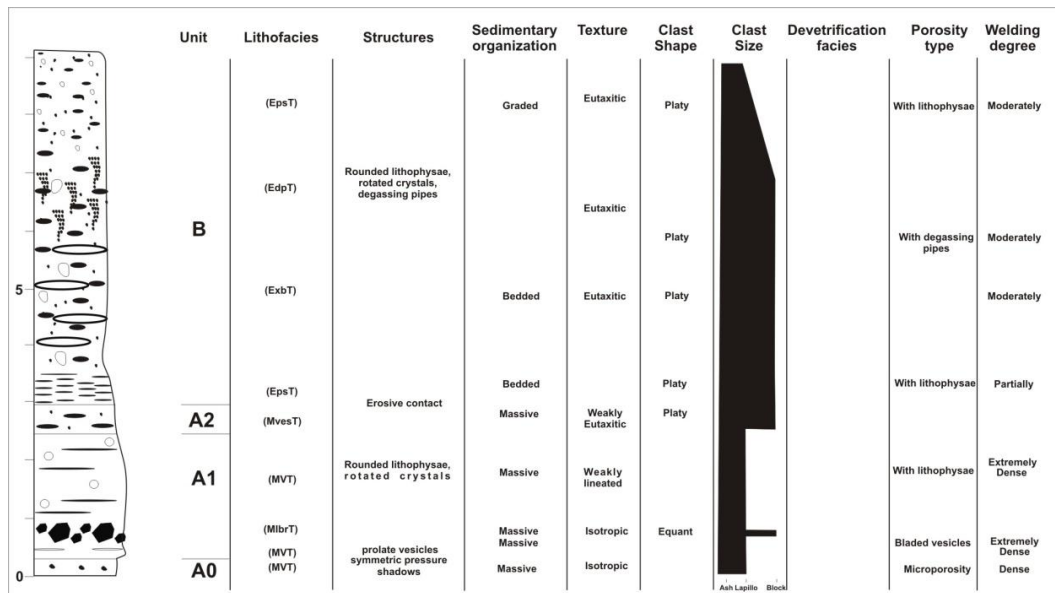 Unit Lithofacies Structures Sedimentary organization Texture Clast Shape Clast Size Devetrification facies Porosity type Welding degree
(EpsT) Graded Eutaxitic Platy With lithophysae Moderately
Rounded lithophysae,
rotated crystals,
degassing pipes
(EdpT)
Eutaxitic
B
Platy With degassing pipes Moderately
5
(ExbT) Bedded Eutaxitic Platy Moderately
(EpsT) Bedded Platy With lithophysae Partially
Erosive contact
A2 (MvesT) Massive Weakly Eutaxitic Platy
Rounded lithophysae,
rotated crystals
A1 (MVT) Massive Weakly lineated With lithophysae Extremely Dense
(MlbrT) Massive Isotropic Equant
Massive
Bladed vesicles Extremely Dense
(MVT)
prolate vesicles
symmetric pressure
shadows
A0 (MVT) Massive Isotropic Microporosity Dense
0
Ash Lapillo Block